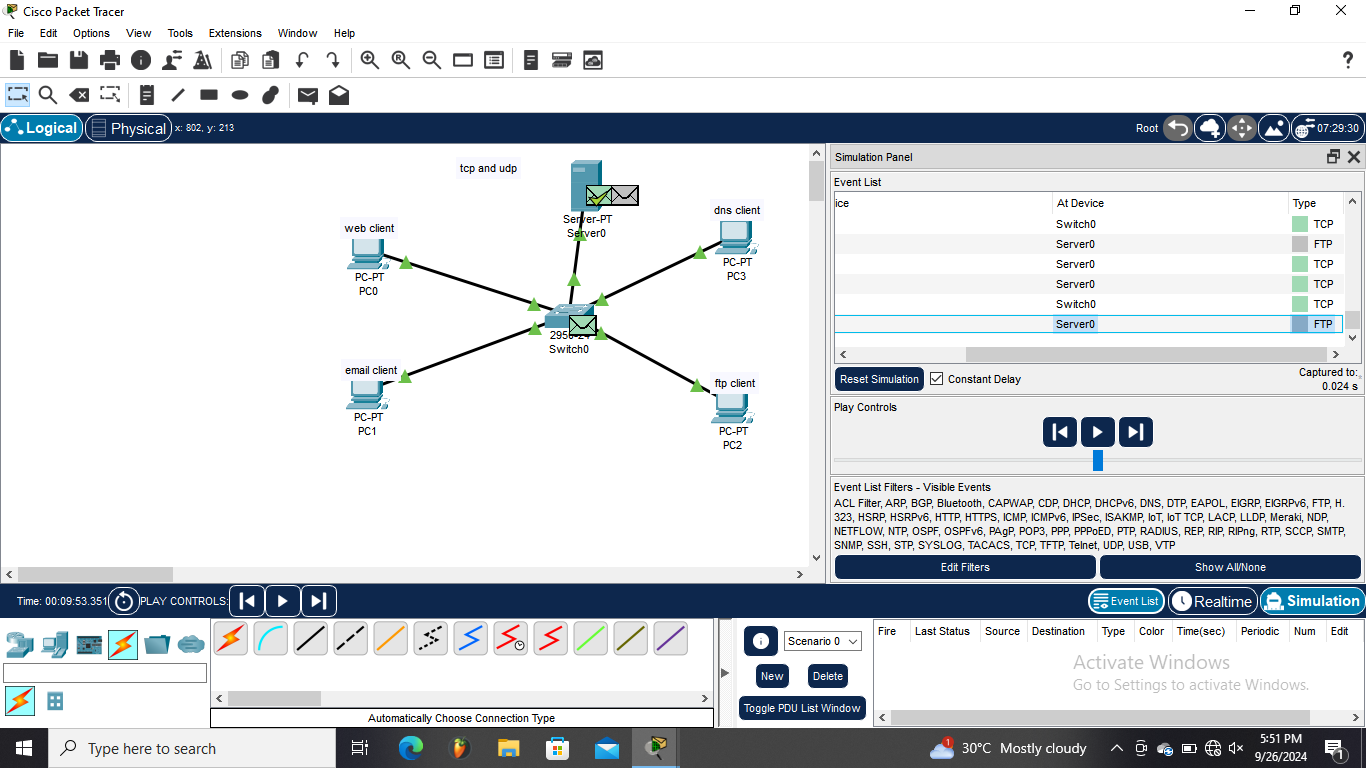 Cisco Packet Tracer
File Edit Options View Tools Extensions Window Help
?
Logical Physical x: 802, y: 213
Root 07:29:30
tcp and udp
Server-PT
Server0
dns client
PC-PT
PC3
web client
PC-PT
PC0
Switch0
email client
PC-PT
PC1
ftp client
PC-PT
PC2
Simulation Panel
Event List
ice At Device Type
Switch0 TCP
Server0 FTP
Server0 TCP
Server0 TCP
Switch0 TCP
Server0 FTP
Reset Simulation Constant Delay Captured to:
0.024 s
Play Controls
Event List Filters - Visible Events
ACL Filter, ARP, BGP, Bluetooth, CAPWAP, CDP, DHCP, DHCPv6, DNS, DTP, EAPOL, EIGRP, EIGRPv6, FTP, H.
323, HSRP, HSRPv6, HTTP, HTTPS, ICMP, ICMPv6, IPSec, ISAKMP, IoT, IoT TCP, LACP, LLDP, Meraki, NDP,
NETFLOW, NTP, OSPF, OSPFv6, PAgP, POP3, PPP, PPPoED, PTP, RADIUS, REP, RIP, RIPng, RTP, SCCP, SMTP,
SNMP, SSH, STP, SYSLOG, TACACS, TCP, TFTP, Telnet, UDP, USB, VTP
Edit Filters Show All/None
Time: 00:09:53.351 PLAY CONTROLS:
Event List Realtime Simulation
Automatically Choose Connection Type
Scenario 0
New Delete
Toggle PDU List Window
Fire Last Status Source Destination Type Color Time(sec) Periodic Num Edit
Activate Windows
Go to Settings to activate Windows.
Type here to search
1
30°C Mostly cloudy
5:51 PM
9/26/2024
1